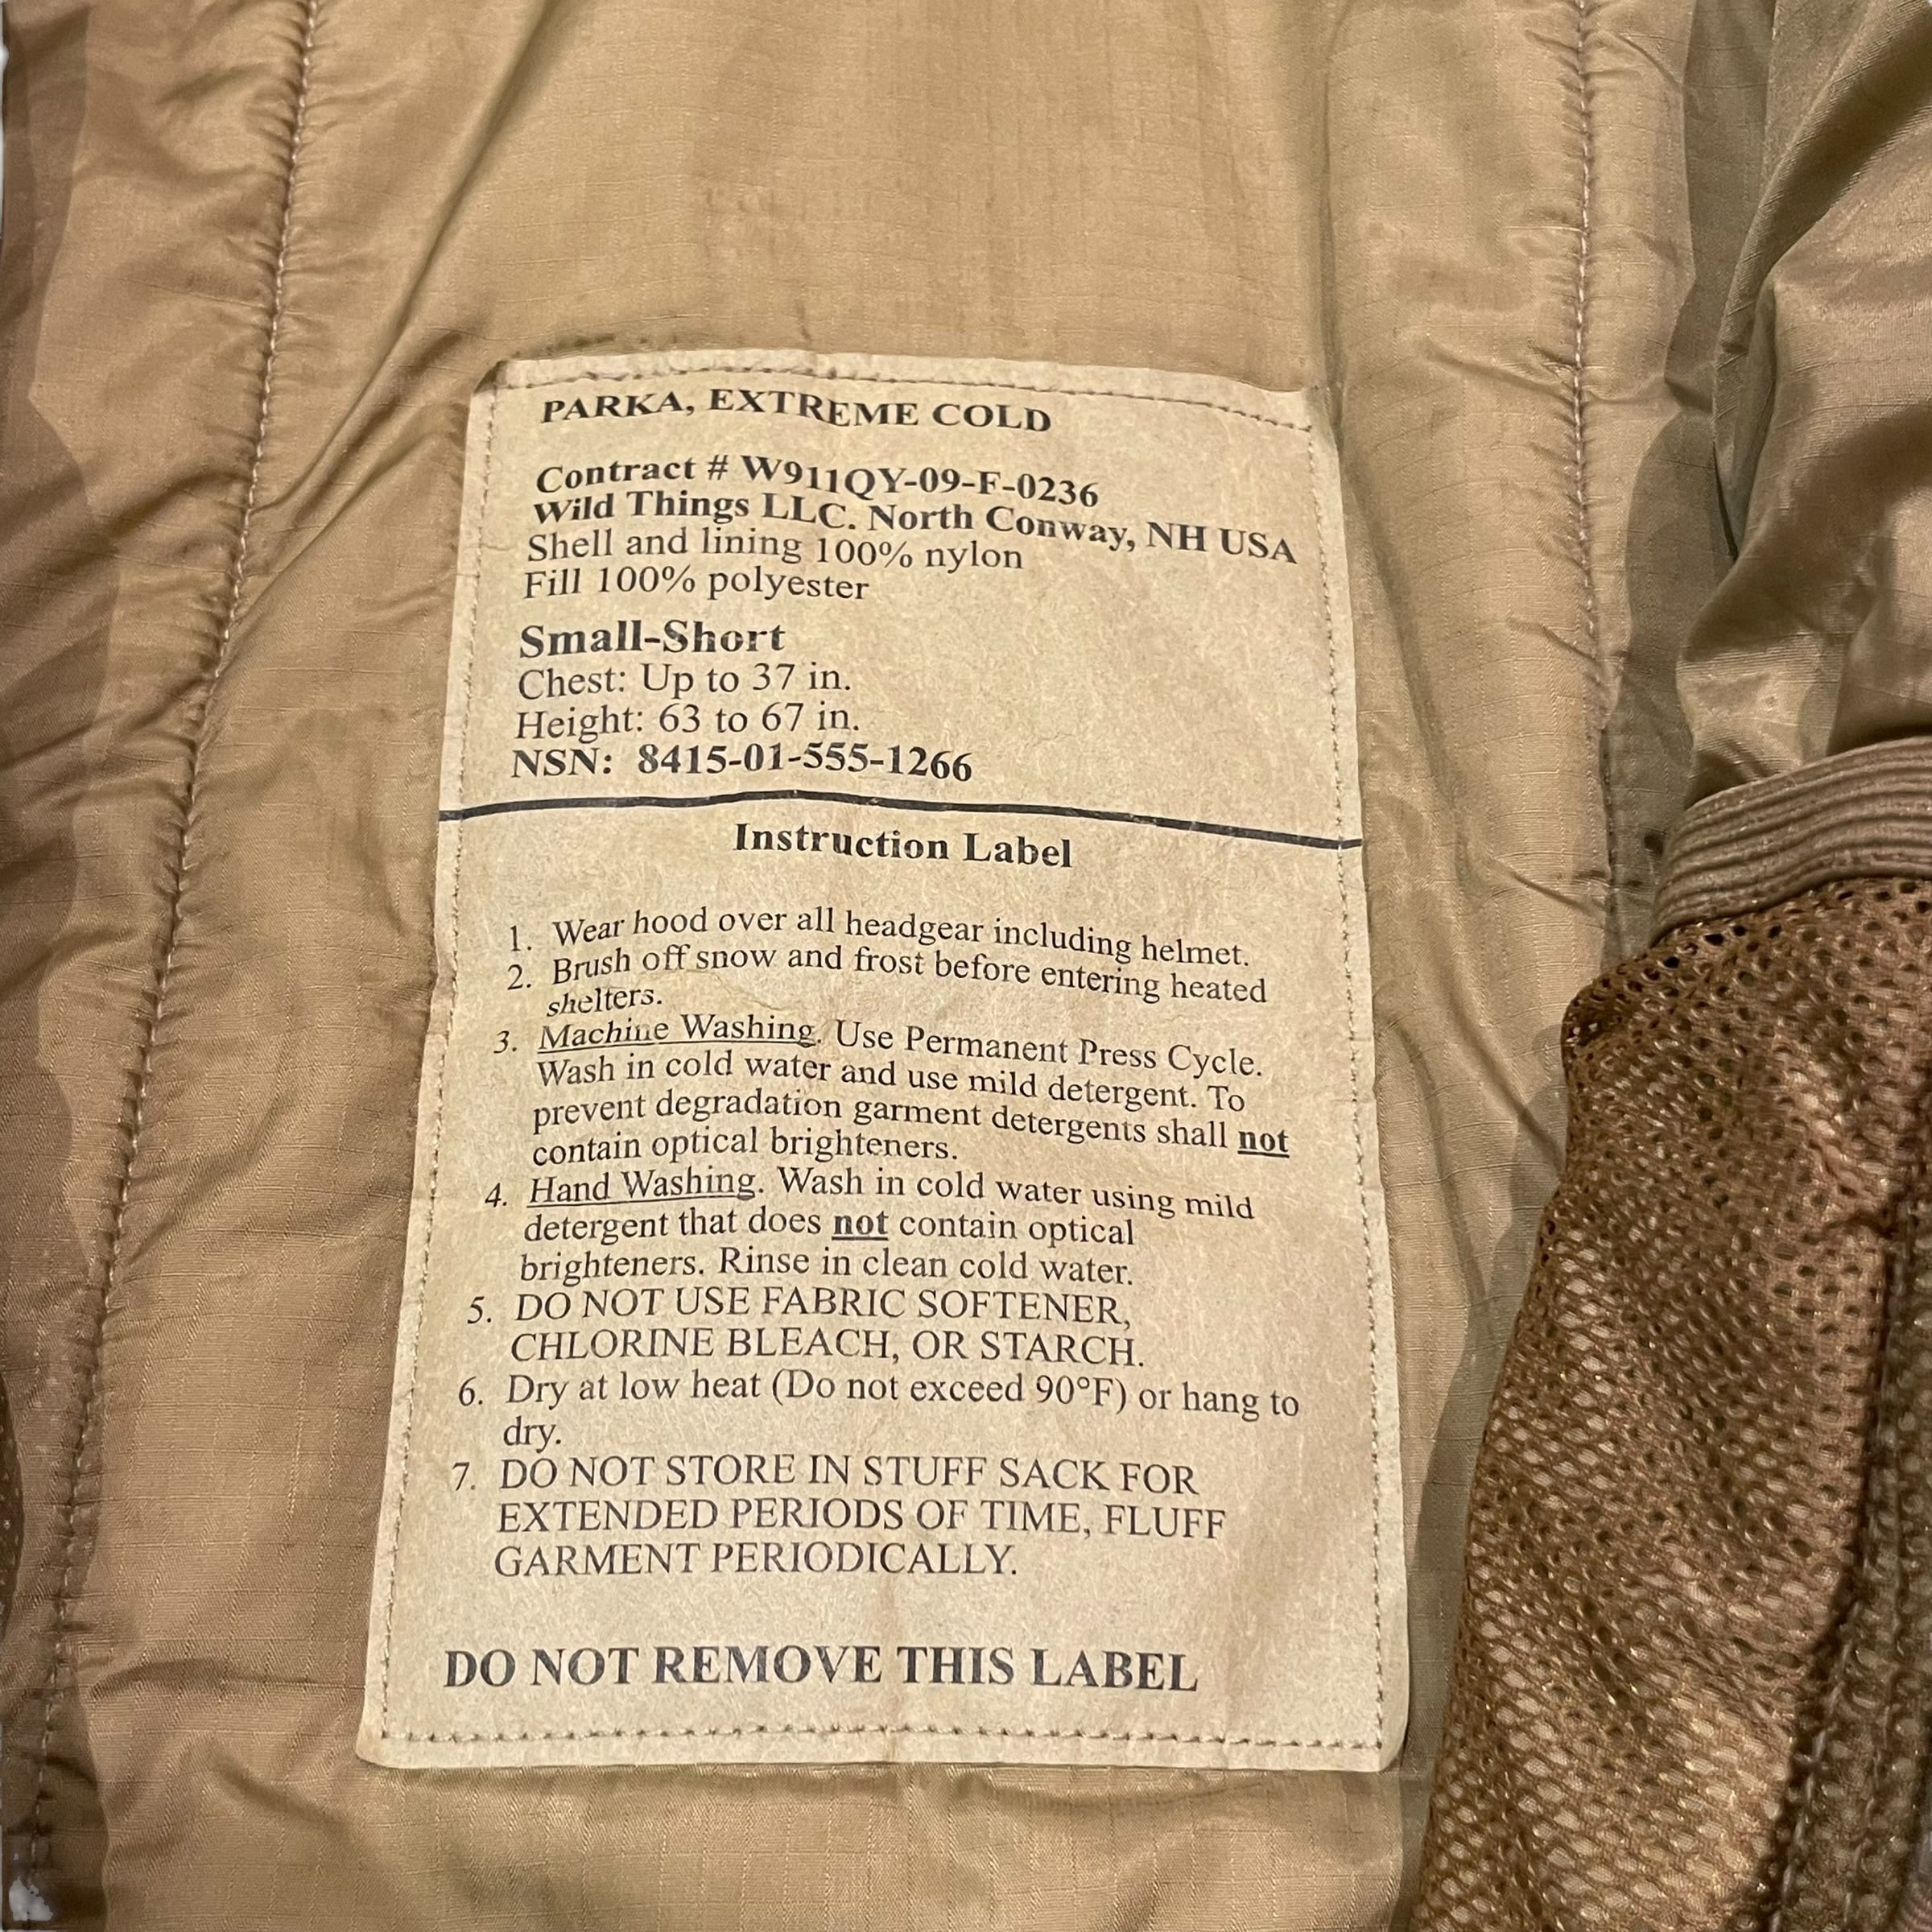 PARKA, EXTREME COLD
Contract # W911QY-09-F-0236
Wild Things LLC. North Conway, NH USA
Shell and lining 100% nylon
Fill 100% polyester
Small-Short
Chest: Up to 37 in.
Height: 63 to 67 in.
NSN: 8415-01-555-1266
Instruction Label
1. Wear hood over all headgear including helmet.
2. Brush off snow and frost before entering heated
shelters.
3. Machine Washing. Use Permanent Press Cycle.
Wash in cold water and use mild detergent. To
prevent degradation garment detergents shall not
contain optical brighteners.
4. Hand Washing. Wash in cold water using mild
detergent that does not contain optical
brighteners. Rinse in clean cold water.
5. DO NOT USE FABRIC SOFTENER,
CHLORINE BLEACH, OR STARCH.
6. Dry at low heat (Do not exceed 90°F) or hang to
dry.
7. DO NOT STORE IN STUFF SACK FOR
EXTENDED PERIODS OF TIME, FLUFF
GARMENT PERIODICALLY.
DO NOT REMOVE THIS LABEL